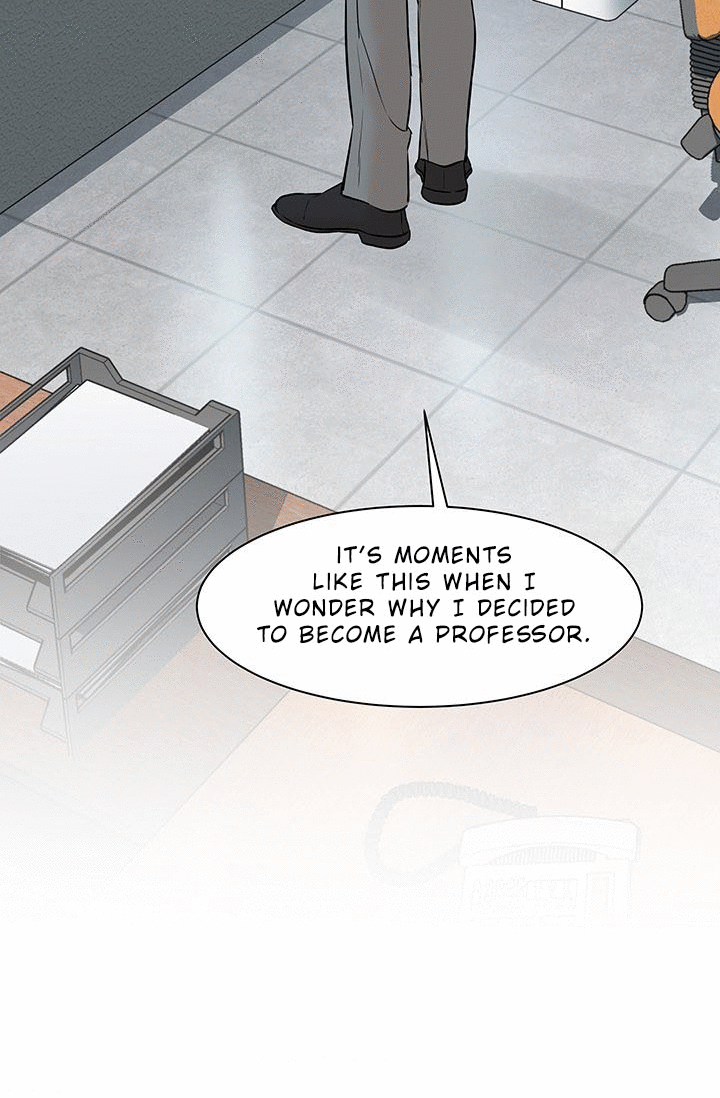 IT'S MOMENTS
LIKE THIS WHEN I
WONDER WHY I DECIDED
TO BECOME A PROFESSOR.